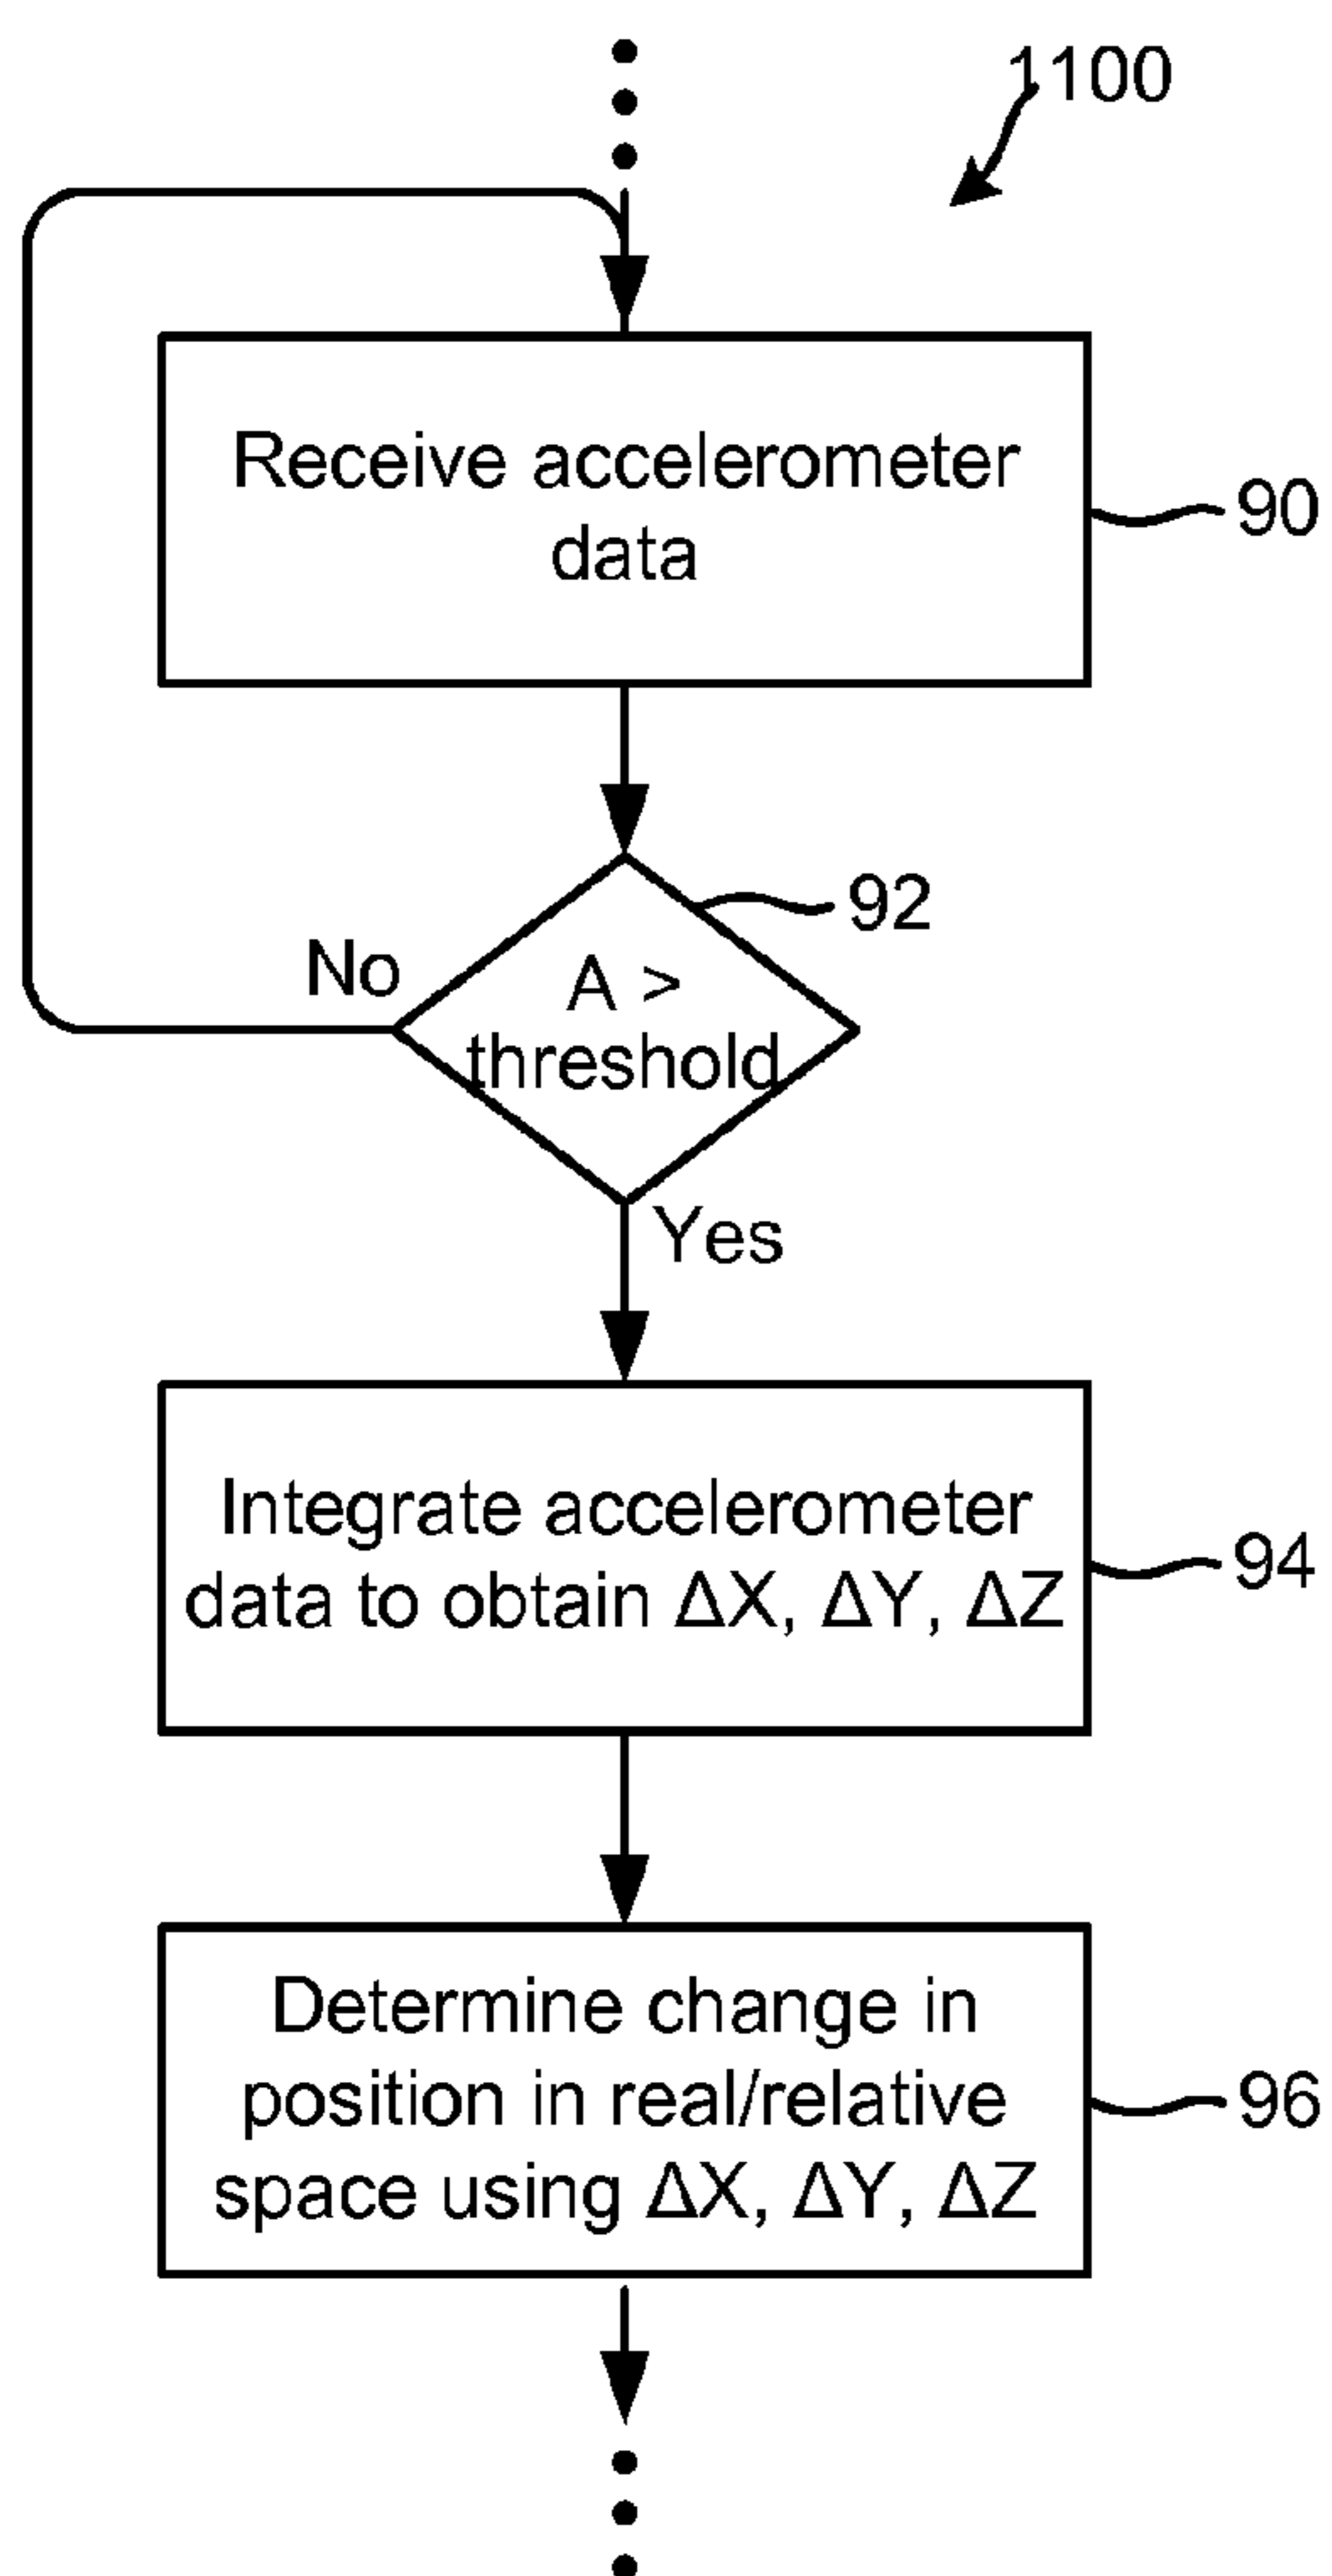 1100
Receive accelerometer
data
90
92
No
A >
threshold
Yes
Integrate accelerometer
data to obtain ΔX, ΔY, ΔZ
94
Determine change in
position in real/relative
space using ΔX, ΔY, ΔZ
96